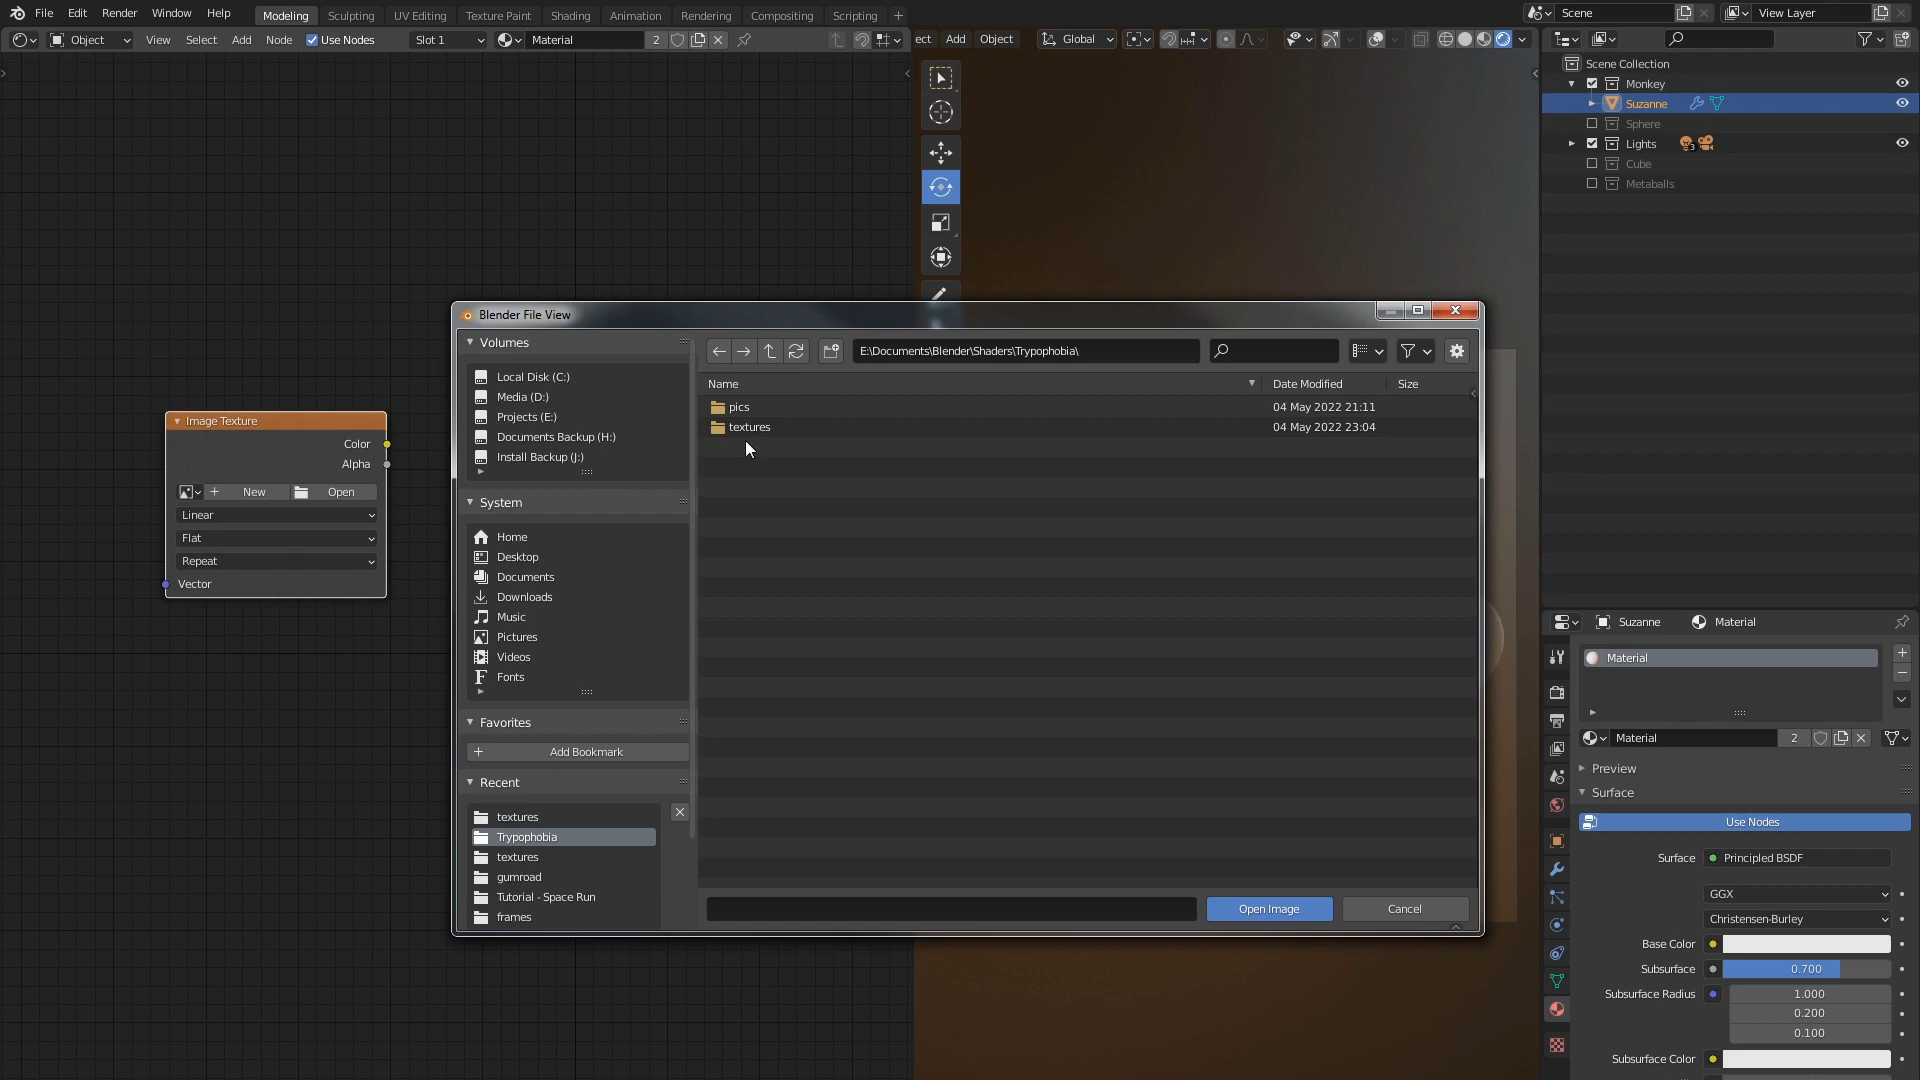 File Edit Render Window Help Modeling Sculpting UV Editing Texture Paint Shading Animation Rendering Compositing Scripting + Scene View Layer
Object View Select Add Node Use Nodes Slot 1 Material 2 ect Add Object Global
Scene Collection
Monkey
Suzanne
Sphere
Lights 3
Cube
Metaballs
Image Texture
Color
Alpha
+ New Open
Linear
Flat
Repeat
Vector
Blender File View
Volumes
Local Disk (C:)
Media (D:)
Projects (E:)
Documents Backup (H:)
Install Backup (J:)
System
Home
Desktop
Documents
Downloads
Music
Pictures
Videos
Fonts
Favorites
+ Add Bookmark
Recent
textures
Trypophobia
textures
gumroad
Tutorial - Space Run
frames
E:\Documents\Blender\Shaders\Trypophobia\
Name Date Modified Size
pics 04 May 2022 21:11
textures 04 May 2022 23:04
Open Image Cancel
Suzanne Material
Material
Material 2
Preview
Surface
Use Nodes
Surface Principled BSDF
GGX
Christensen-Burley
Base Color
Subsurface 0.700
Subsurface Radius 1.000
0.200
0.100
Subsurface Color